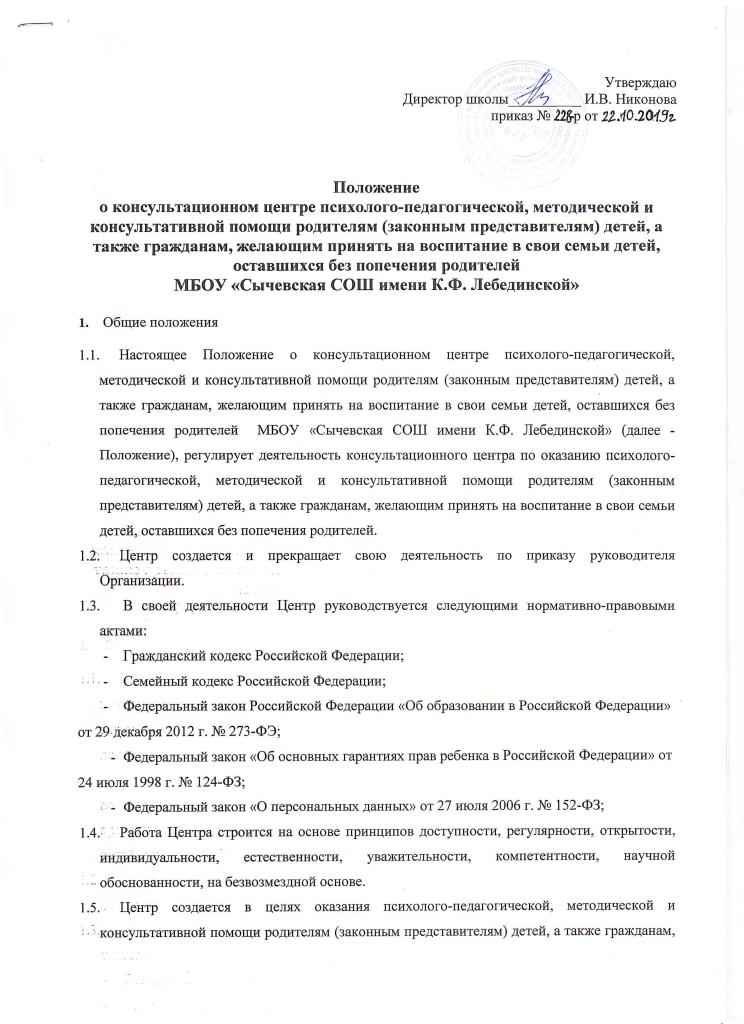 Утверждаю
Директор школы__________ И.В. Никонова
приказ № 228р от 22.10.2019г
Положение
о консультационном центре психолого-педагогической, методической и
консультативной помощи родителям (законным представителям) детей, а
также гражданам, желающим принять на воспитание в свои семьи детей,
оставшихся без попечения родителей
МБОУ «Сычевская СОШ имени К.Ф. Лебединской»
1. Общие положения
1.1. Настоящее Положение о консультационном центре психолого-педагогической,
методической и консультативной помощи родителям (законным представителям) детей, а
также гражданам, желающим принять на воспитание в свои семьи детей, оставшихся без
попечения родителей МБОУ «Сычевская СОШ имени К.Ф. Лебединской» (далее -
Положение), регулирует деятельность консультационного центра по оказанию психолого-
педагогической, методической и консультативной помощи родителям (законным
представителям) детей, а также гражданам, желающим принять на воспитание в свои семьи
детей, оставшихся без попечения родителей.
1.2. Центр создается и прекращает свою деятельность по приказу руководителя
Организации.
1.3. В своей деятельности Центр руководствуется следующими нормативно-правовыми
актами:
- Гражданский кодекс Российской Федерации;
- Семейный кодекс Российской Федерации;
- Федеральный закон Российской Федерации «Об образовании в Российской Федерации»
от 29 декабря 2012 г. № 273-ФЭ;
- Федеральный закон «Об основных гарантиях прав ребенка в Российской Федерации» от
24 июля 1998 г. № 124-ФЗ;
- Федеральный закон «О персональных данных» от 27 июля 2006 г. № 152-ФЗ;
1.4. Работа Центра строится на основе принципов доступности, регулярности, открытости,
индивидуальности, естественности, уважительности, компетентности, научной
обоснованности, на безвозмездной основе.
1.5. Центр создается в целях оказания психолого-педагогической, методической и
консультативной помощи родителям (законным представителям) детей, а также гражданам,